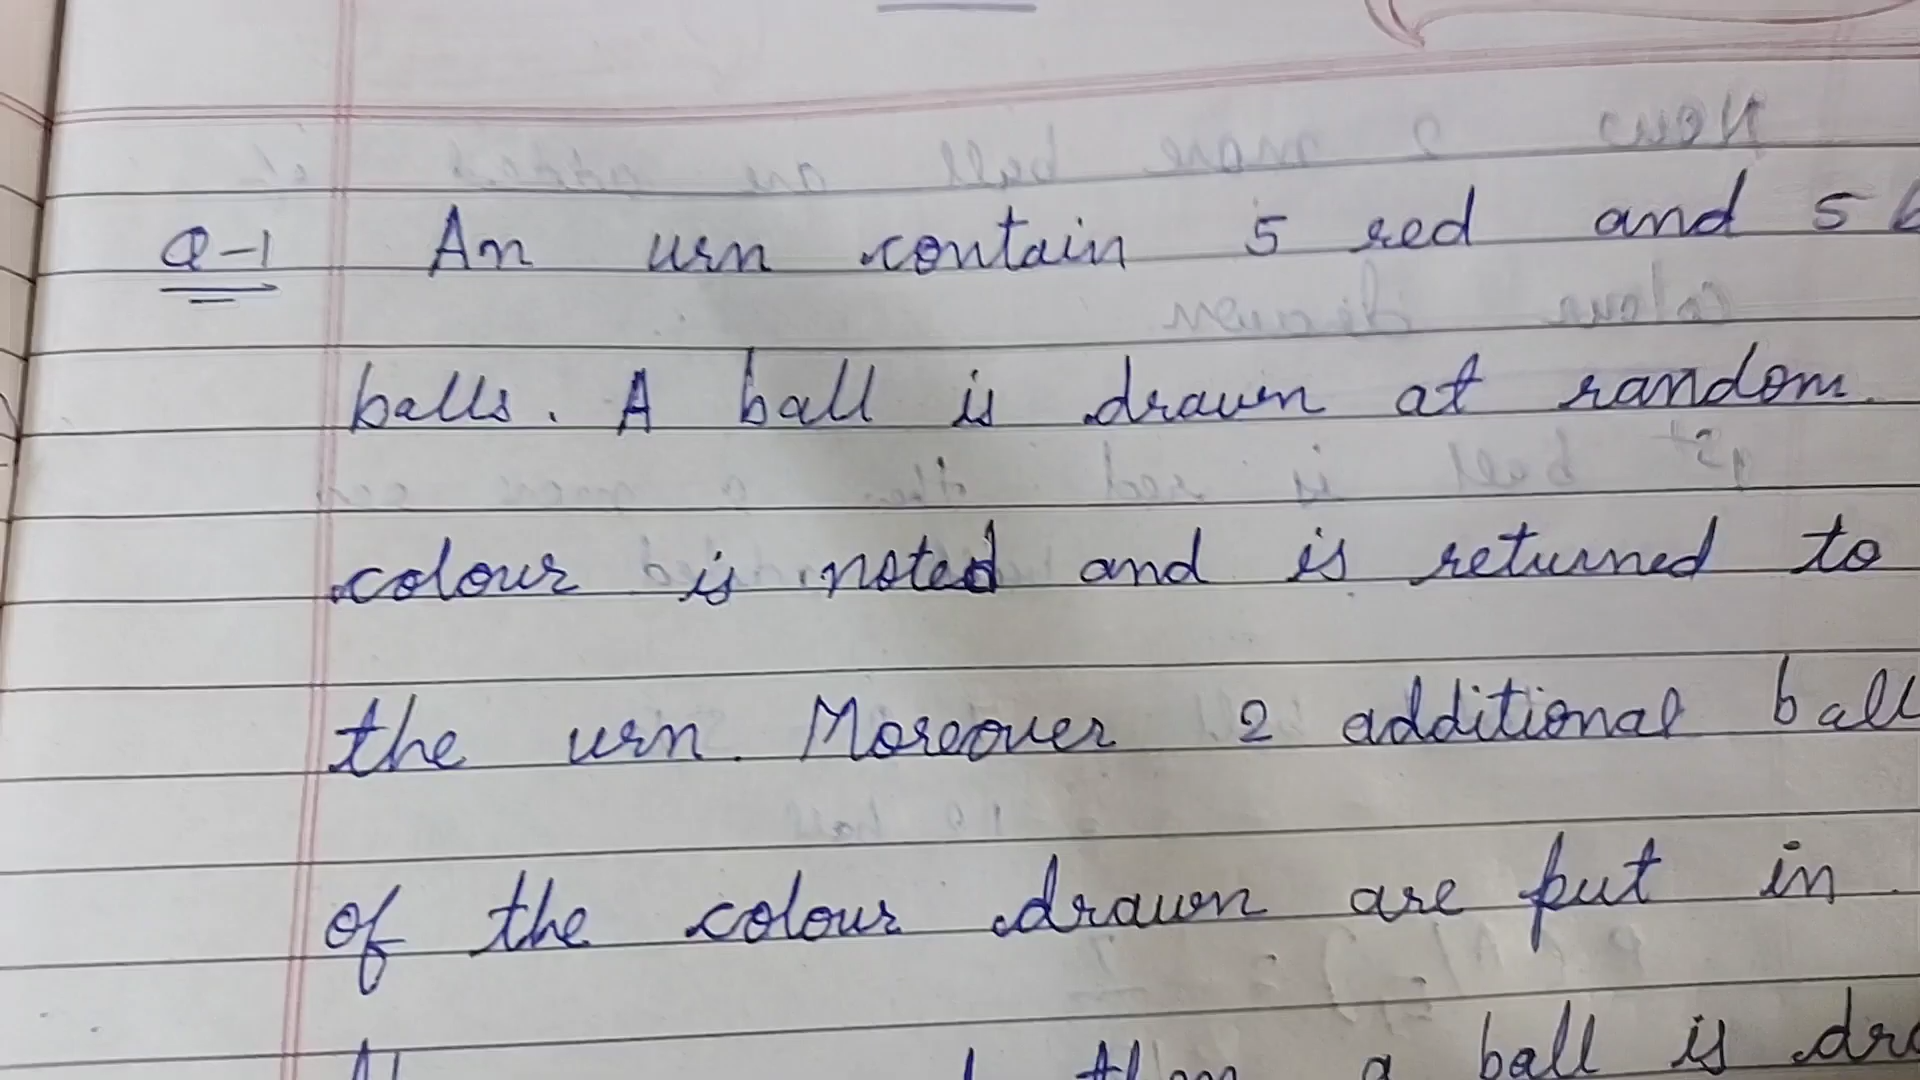 Q-1 An urn contain 5 red and 5
balls. A ball is drawn at random.
colour is noted and is returned to
the urn. Moreover 2 additional ball
of the colour drawn are put in
a ball is